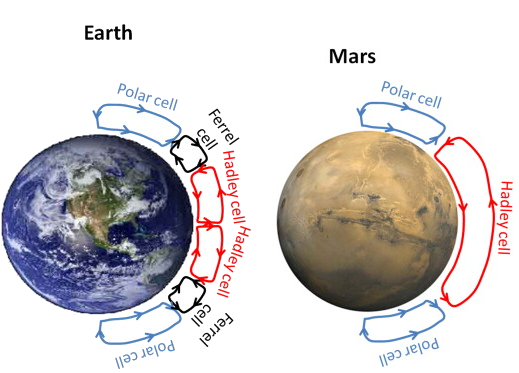 Earth
Polar cell
Ferrel
cell
Hadley cell
Hadley cell
Ferrel
cell
Polar cell
Mars
Polar cell
Hadley cell
Polar cell